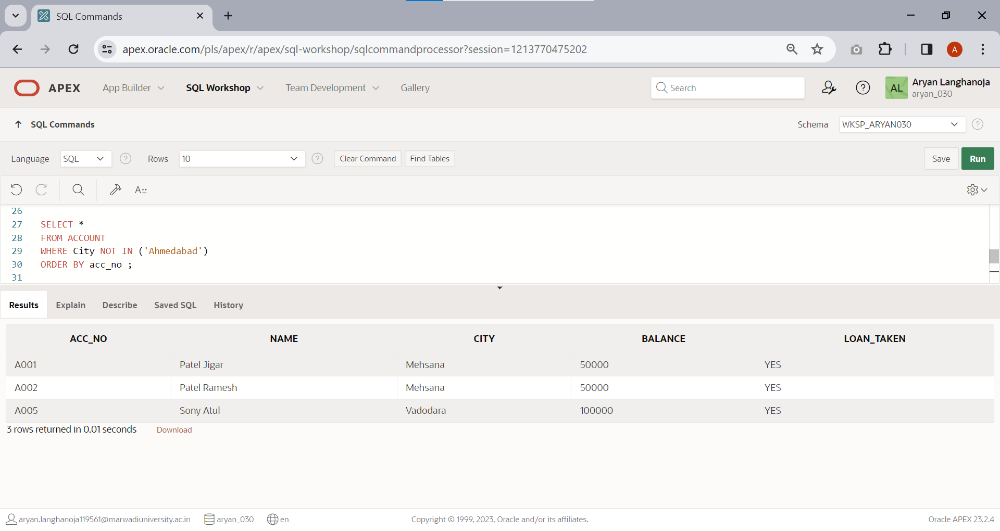 SQL Commands
apex.oracle.com/pls/apex/r/apex/sql-workshop/sqlcommandprocessor?session=1213770475202
A
APEX App Builder SQL Workshop Team Development Gallery Search ? AL Aryan Langhanoja
aryan_030
SQL Commands Schema WKSP_ARYAN030 ?
Language SQL ? Rows 10 ? Clear Command Find Tables Save Run
A
26
27 SELECT *
28 FROM ACCOUNT
29 WHERE City NOT IN ('Ahmedabad')
30 ORDER BY acc_no ;
31
Results Explain Describe Saved SQL History
ACC_NO NAME CITY BALANCE LOAN_TAKEN
A001 Patel Jigar Mehsana 50000 YES
A002 Patel Ramesh Mehsana 50000 YES
A005 Sony Atul Vadodara 100000 YES
3 rows returned in 0.01 seconds Download
aryan.langhanoja119561@marwadiuniversity.ac.in aryan_030 en Copyright © 1999, 2023, Oracle and/or its affiliates. Oracle APEX 23.2.4